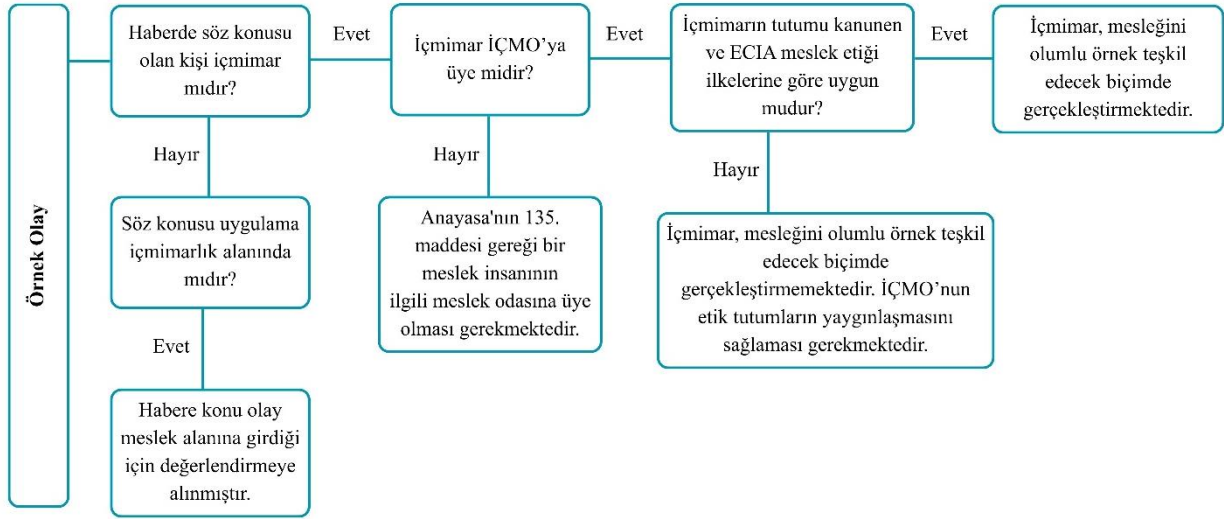 Örnek Olay
Haberde söz konusu
olan kişi içmimar
mıdır?
Evet
İçmimar İÇMO’ya
üye midir?
Evet
İçmimarın tutumu kanunen
ve ECIA meslek etiği
ilkelerine göre uygun
mudur?
Evet
İçmimar, mesleğini
olumlu örnek teşkil
edecek biçimde
gerçekleştirmektedir.
Hayır
Hayır
Hayır
Söz konusu uygulama
içmimarlık alanında
mıdır?
Anayasa'nın 135.
maddesi gereği bir
meslek insanının
ilgili meslek odasına üye
olması gerekmektedir.
İçmimar, mesleğini olumlu örnek teşkil
edecek biçimde
gerçekleştirmemektedir. İÇMO’nun
etik tutumların yaygınlaşmasını
sağlaması gerekmektedir.
Evet
Habere konu olay
meslek alanına girdiği
için değerlendirmeye
alınmıştır.